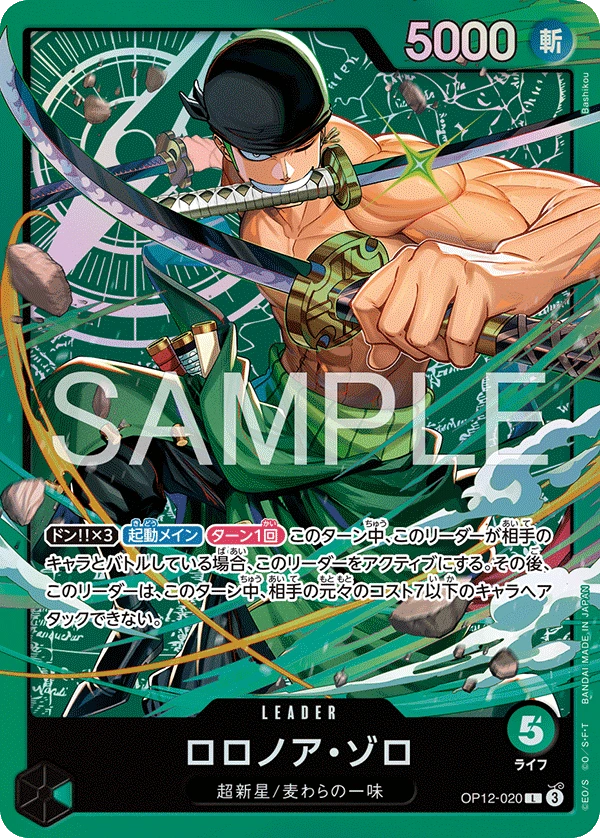 5000 斬
Bashikou
SAMPLE
ドン!!×3 起動メイン ターン1回 このターン中、このリーダーが相手の
キャラとバトルしている場合、このリーダーをアクティブにする。その後、
このリーダーは、このターン中、相手の元々のコスト7以下のキャラへア
タックできない。
©E.O/S ©O/S・F・T BANDAI MADE IN JAPAN
LEADER
ロロノア・ゾロ
5
ライフ
超新星/麦わらの一味
OP12-020 L 3